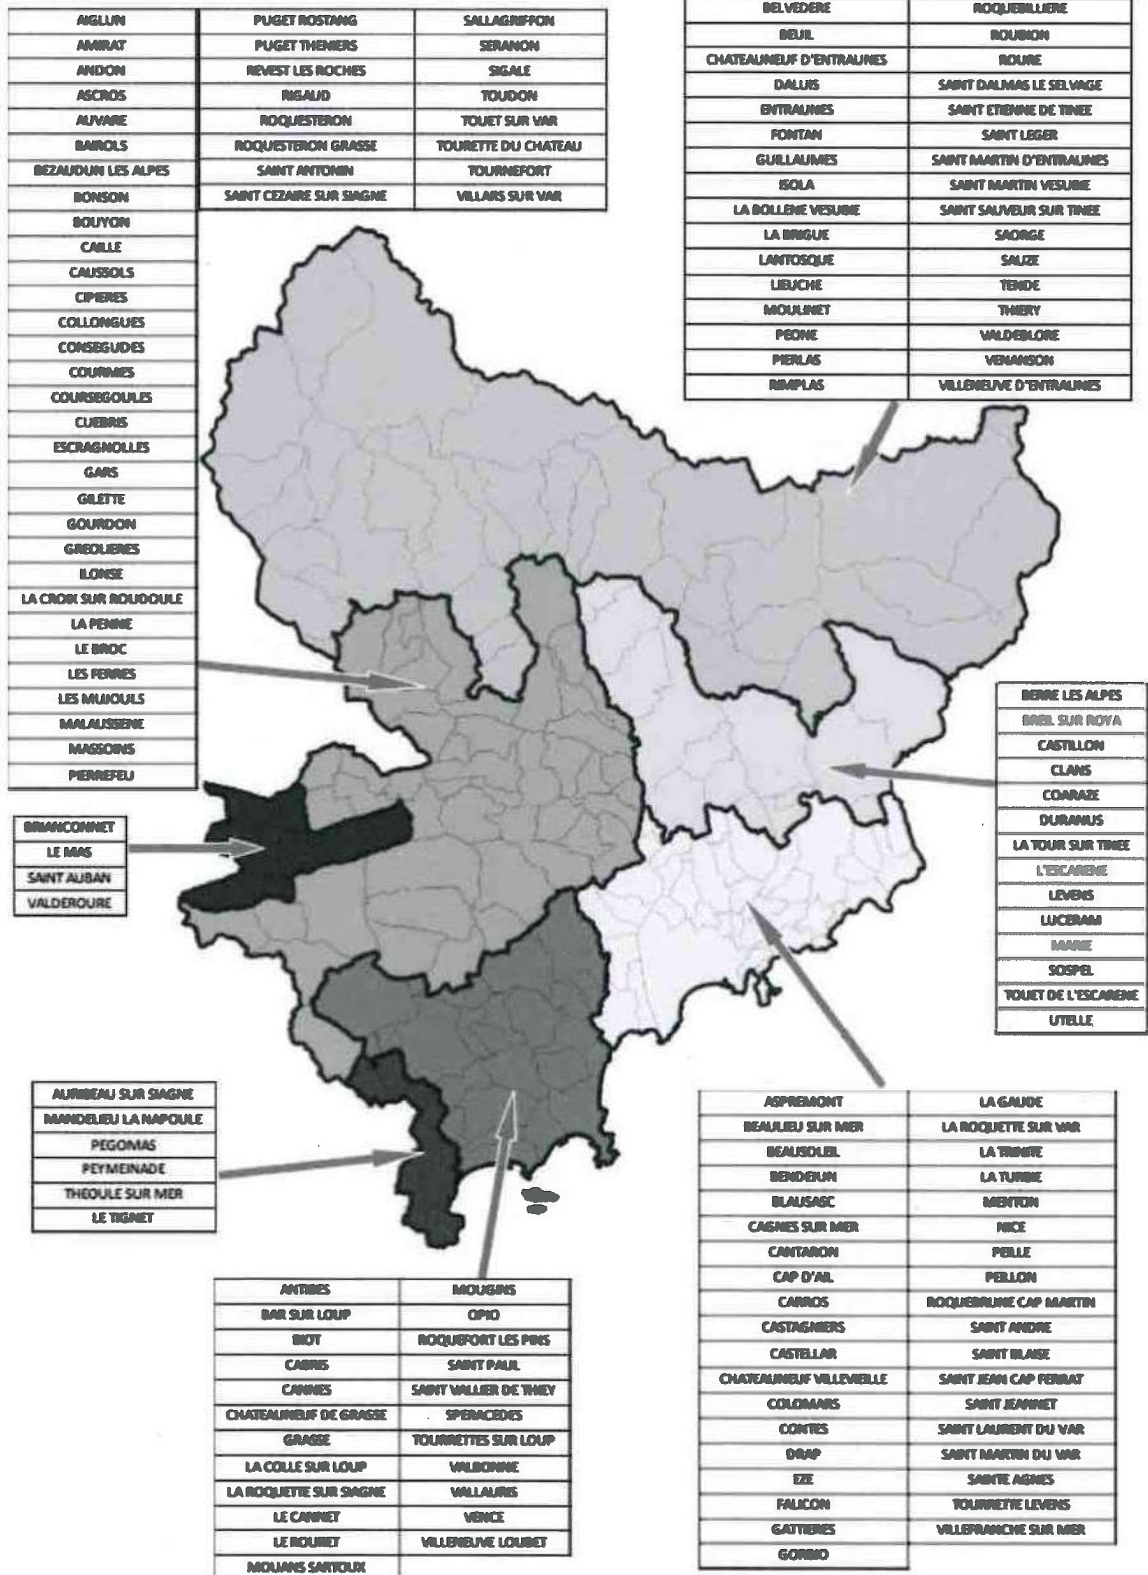 AIGLUN
AMIRAT
ANDON
ASCROS
AUVARE
BAIROLS
BEZAUDUN LES ALPES
BONSON
BOUYON
CAILLE
CAUSSOLS
CIPIERES
COLLONGUES
CONSEGUDES
COURMES
COURSEGOULES
CUEBRIS
ESCRAGNOLLES
GARS
GILETTE
GOURDON
GREOLIERES
ILONSE
LA CROIX SUR ROUDOULE
LA PENNE
LE BROC
LES FERRES
LES MUJOULS
MALAUSSENE
MASSOINS
PIERREFEU
PUGET ROSTANG
PUGET THENIERS
REVEST LES ROCHES
RIGAUD
ROQUESTERON
ROQUESTERON GRASSE
SAINT ANTONIN
SAINT CEZAIRE SUR SIAGNE
SALLAGRIFFON
SERANON
SIGALE
TOUDON
TOUET SUR VAR
TOURETTE DU CHATEAU
TOURNEFORT
VILLARS SUR VAR
BELVEDERE
BEUIL
CHATEAUNEUF D'ENTRAUNES
DALUIS
ENTRAUNES
FONTAN
GUILLAUMES
ISOLA
LA BOLLENE VESUBIE
LA BRIGUE
LANTOSQUE
LIEUCHE
MOULINET
PEONE
PIERLAS
RIMPLAS
ROQUEBILLIERE
ROUBION
ROURE
SAINT DALMAS LE SELVAGE
SAINT ETIENNE DE TINEE
SAINT LEGER
SAINT MARTIN D'ENTRAUNES
SAINT MARTIN VESUBIE
SAINT SAUVEUR SUR TINEE
SAORGE
SAUZE
TENDE
THIERY
VALDEBLORE
VENANSON
VILLENEUVE D'ENTRAUNES
BERRE LES ALPES
BREIL SUR ROYA
CASTILLON
CLANS
COARAZE
DURANUS
LA TOUR SUR TINEE
L'ESCARENE
LEVENS
LUCERAM
MARIE
SOSPEL
TOUET DE L'ESCARENE
UTELLE
BRIANCONNET
LE MAS
SAINT AUBAN
VALDEROURE
AURIBEAU SUR SIAGNE
MANDELIEU LA NAPOULE
PEGOMAS
PEYMEINADE
THEOULE SUR MER
LE TIGNET
ANTIBES
BAR SUR LOUP
BIOT
CABRIS
CANNES
CHATEAUNEUF DE GRASSE
GRASSE
LA COLLE SUR LOUP
LA ROQUETTE SUR SIAGNE
LE CANNET
LE ROURET
MOUANS SARTOUX
MOUGINS
OPIO
ROQUEFORT LES PINS
SAINT PAUL
SAINT VALLIER DE THIEY
SPERACEDES
TOURRETTES SUR LOUP
VALBONNE
VALLAURIS
VENCE
VILLENEUVE LOUBET
ASPREMONT
BEAULIEU SUR MER
BEAUSOLEIL
BENDEJUN
BLAUSASC
CAGNES SUR MER
CANTARON
CAP D'AIL
CARROS
CASTAGNIERS
CASTELLAR
CHATEAUNEUF VILLEVIEILLE
COLOMARS
CONTES
DRAP
EZE
FALICON
GATTIERES
GORBIO
LA GAUDE
LA ROQUETTE SUR VAR
LA TRINITE
LA TURBIE
MENTON
NICE
PEILLE
PEILLON
ROQUEBRUNE CAP MARTIN
SAINT ANDRE
SAINT BLAISE
SAINT JEAN CAP FERRAT
SAINT JEANNET
SAINT LAURENT DU VAR
SAINT MARTIN DU VAR
SAINTE AGNES
TOURRETTE LEVENS
VILLEFRANCHE SUR MER